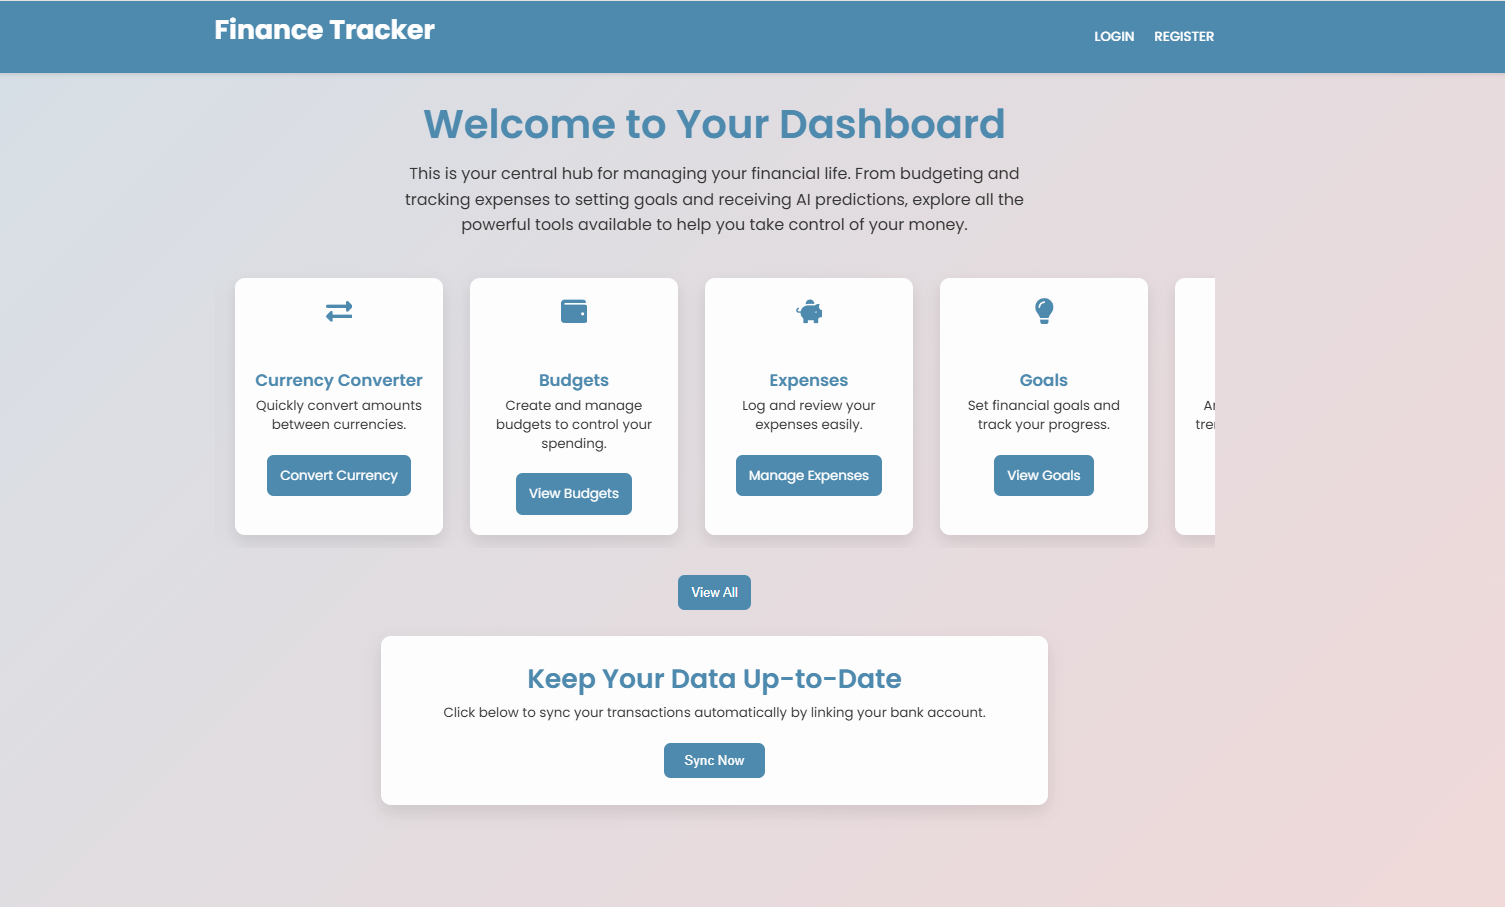 Finance Tracker
LOGIN REGISTER
Welcome to Your Dashboard
This is your central hub for managing your financial life. From budgeting and
tracking expenses to setting goals and receiving AI predictions, explore all the
powerful tools available to help you take control of your money.
Currency Converter
Quickly convert amounts
between currencies.
Convert Currency
Budgets
Create and manage
budgets to control your
spending.
View Budgets
Expenses
Log and review your
expenses easily.
Manage Expenses
Goals
Set financial goals and
track your progress.
View Goals
View All
Keep Your Data Up-to-Date
Click below to sync your transactions automatically by linking your bank account.
Sync Now